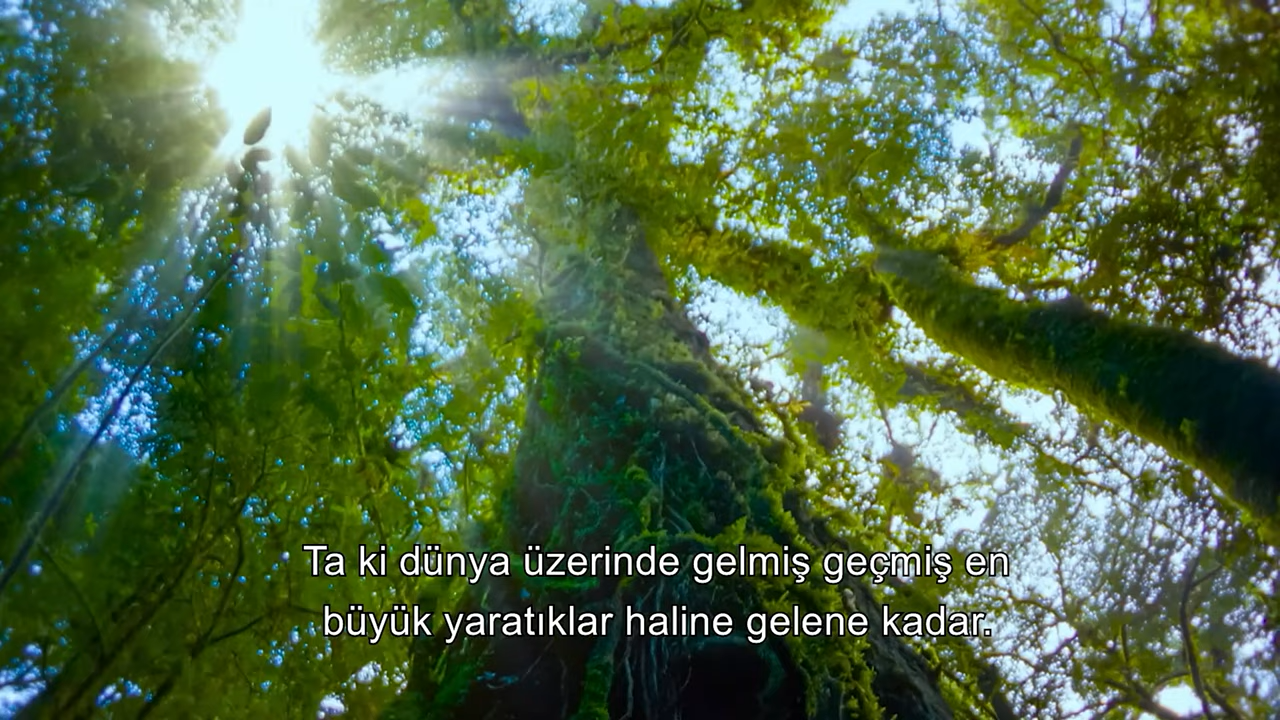 Ta ki dünya üzerinde gelmiş geçmiş en
büyük yaratıklar haline gelene kadar.